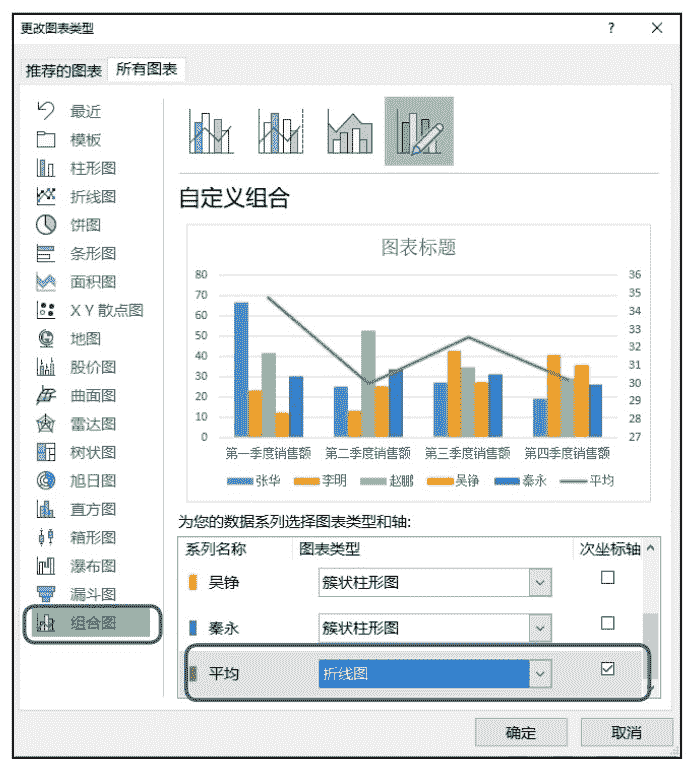 更改图表类型 ? ×
推荐的图表 所有图表
最近
模板
柱形图
折线图
饼图
条形图
面积图
X Y 散点图
地图
股价图
曲面图
雷达图
树状图
旭日图
直方图
箱形图
瀑布图
漏斗图
组合图
自定义组合
图表标题
80
70
60
50
40
30
20
10
0
36
35
34
33
32
31
30
29
28
27
第一季度销售额 第二季度销售额 第三季度销售额 第四季度销售额
张华 李明 赵鹏 吴铮 秦永 平均
为您的数据系列选择图表类型和轴:
系列名称 图表类型 次坐标轴
吴铮 簇状柱形图
秦永 簇状柱形图
平均 折线图
确定 取消